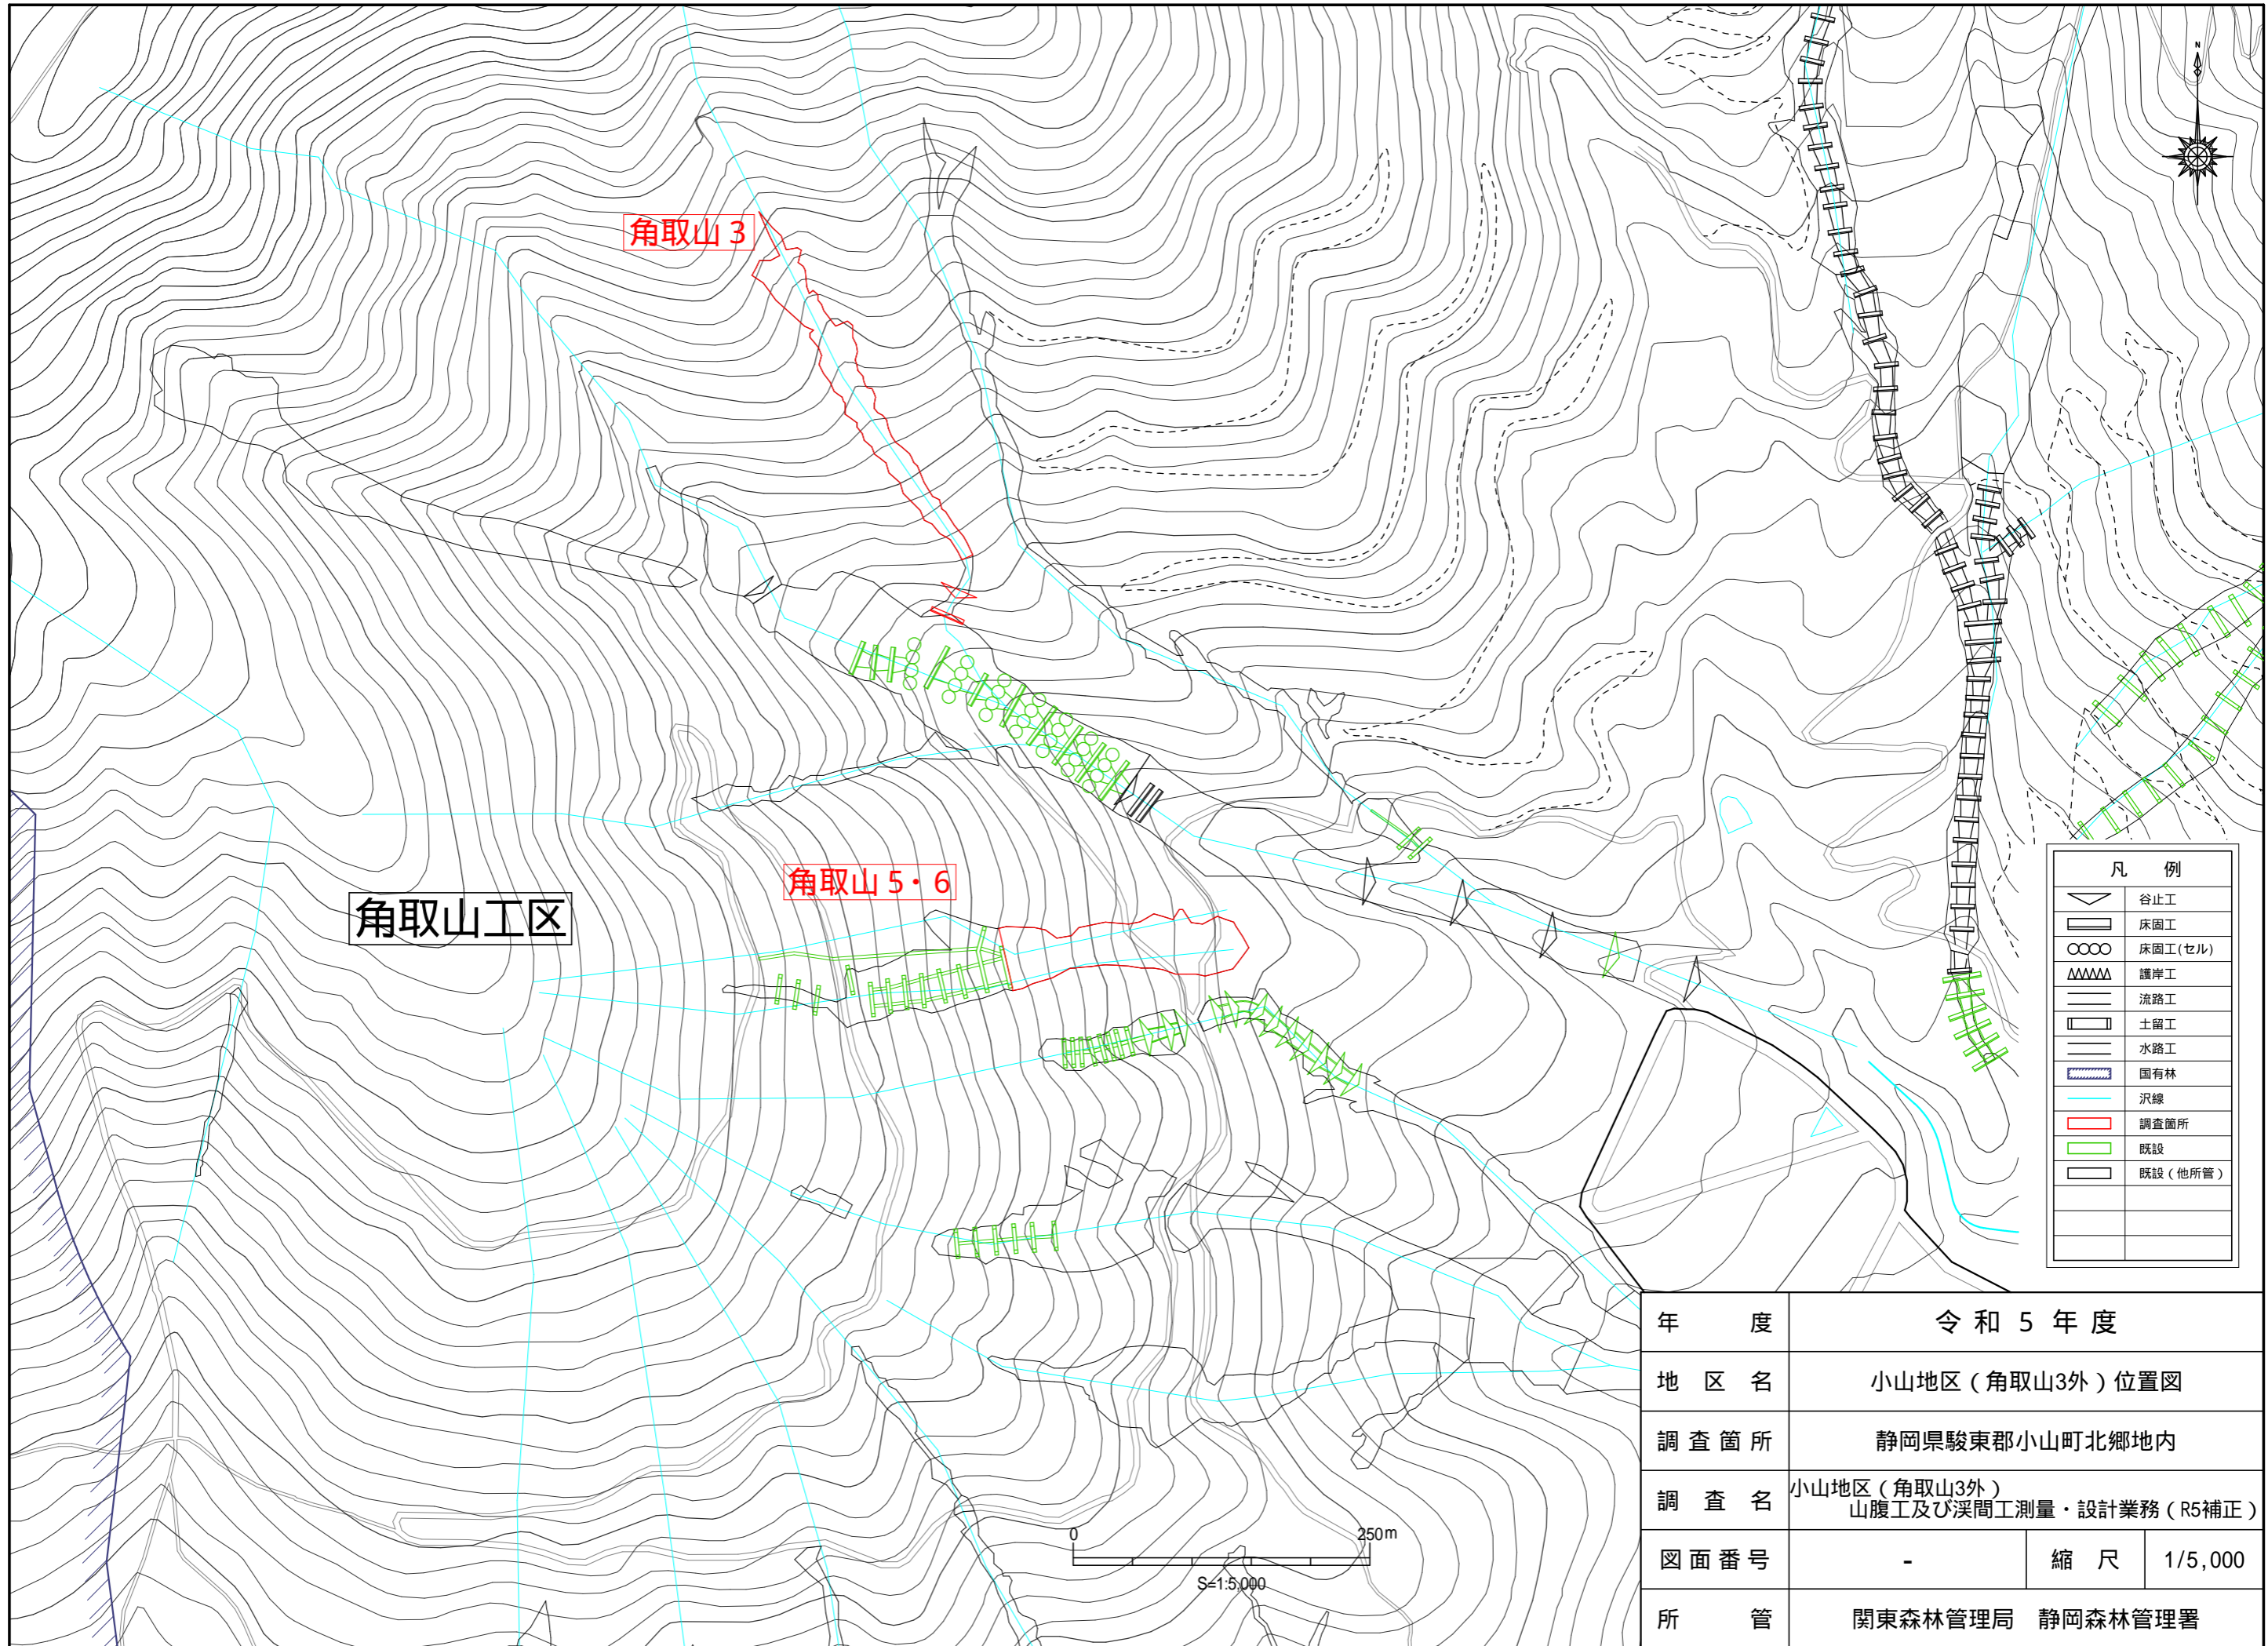 N
角取山 3
角取山 5・6
角取山工区
凡 例
谷止工
床固工
床固工(セル)
護岸工
流路工
土留工
水路工
国有林
沢線
調査箇所
既設
既設(他所管)
0 250m
S=1:5,000
年 度 令和 5 年度
地 区 名 小山地区(角取山3外)位置図
調査箇所 静岡県駿東郡小山町北郷地内
調 査 名 小山地区(角取山3外)
山腹工及び渓間工測量・設計業務(R5補正)
図面番号 - 縮 尺 1/5,000
所 管 関東森林管理局 静岡森林管理署